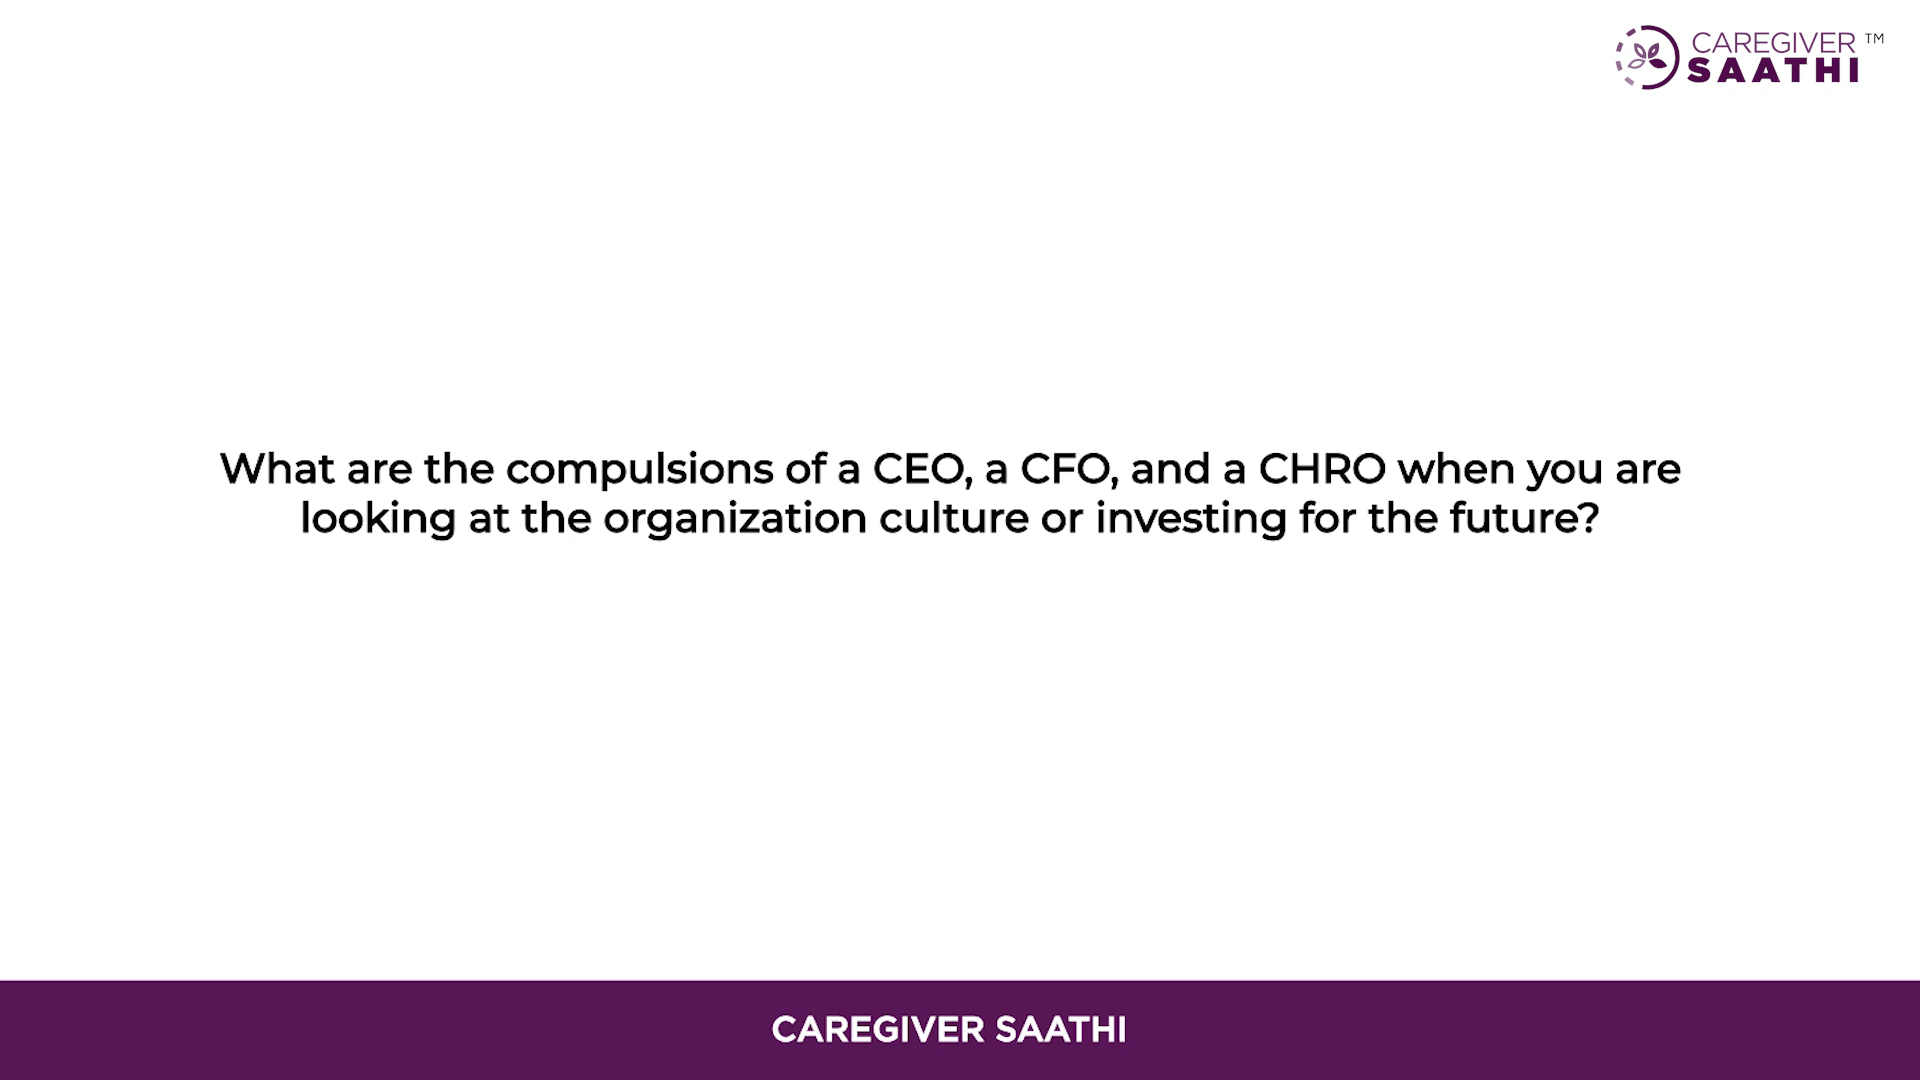 CAREGIVER TM
SAATHI
What are the compulsions of a CEO, a CFO, and a CHRO when you are
looking at the organization culture or investing for the future?
CAREGIVER SAATHI